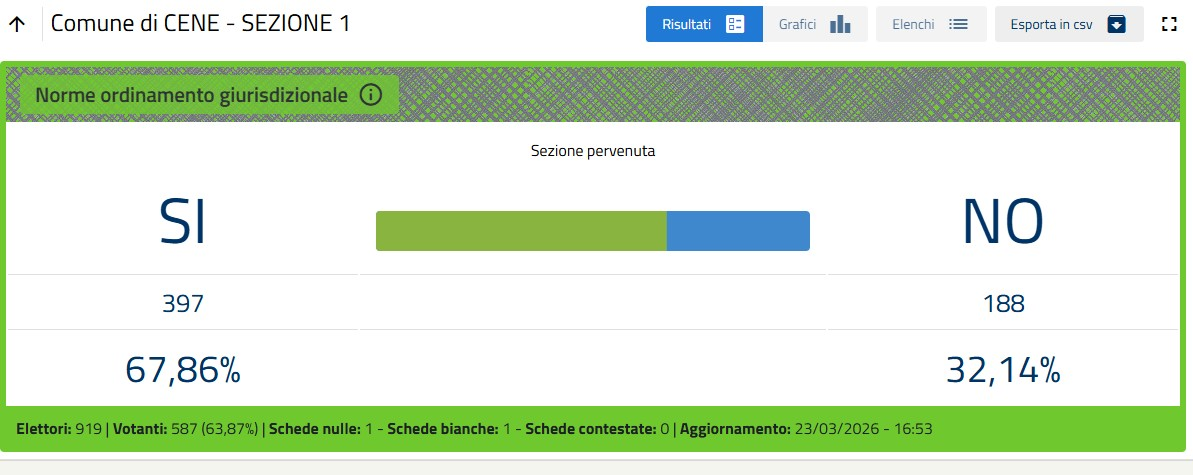 Comune di CENE - SEZIONE 1
Risultati
Grafici
Elenchi
Esporta in csv
Norme ordinamento giurisdizionale
Sezione pervenuta
SI
NO
397
188
67,86%
32,14%
Elettori: 919 | Votanti: 587 (63,87%) | Schede nulle: 1 - Schede bianche: 1 - Schede contestate: 0 | Aggiornamento: 23/03/2026 - 16:53